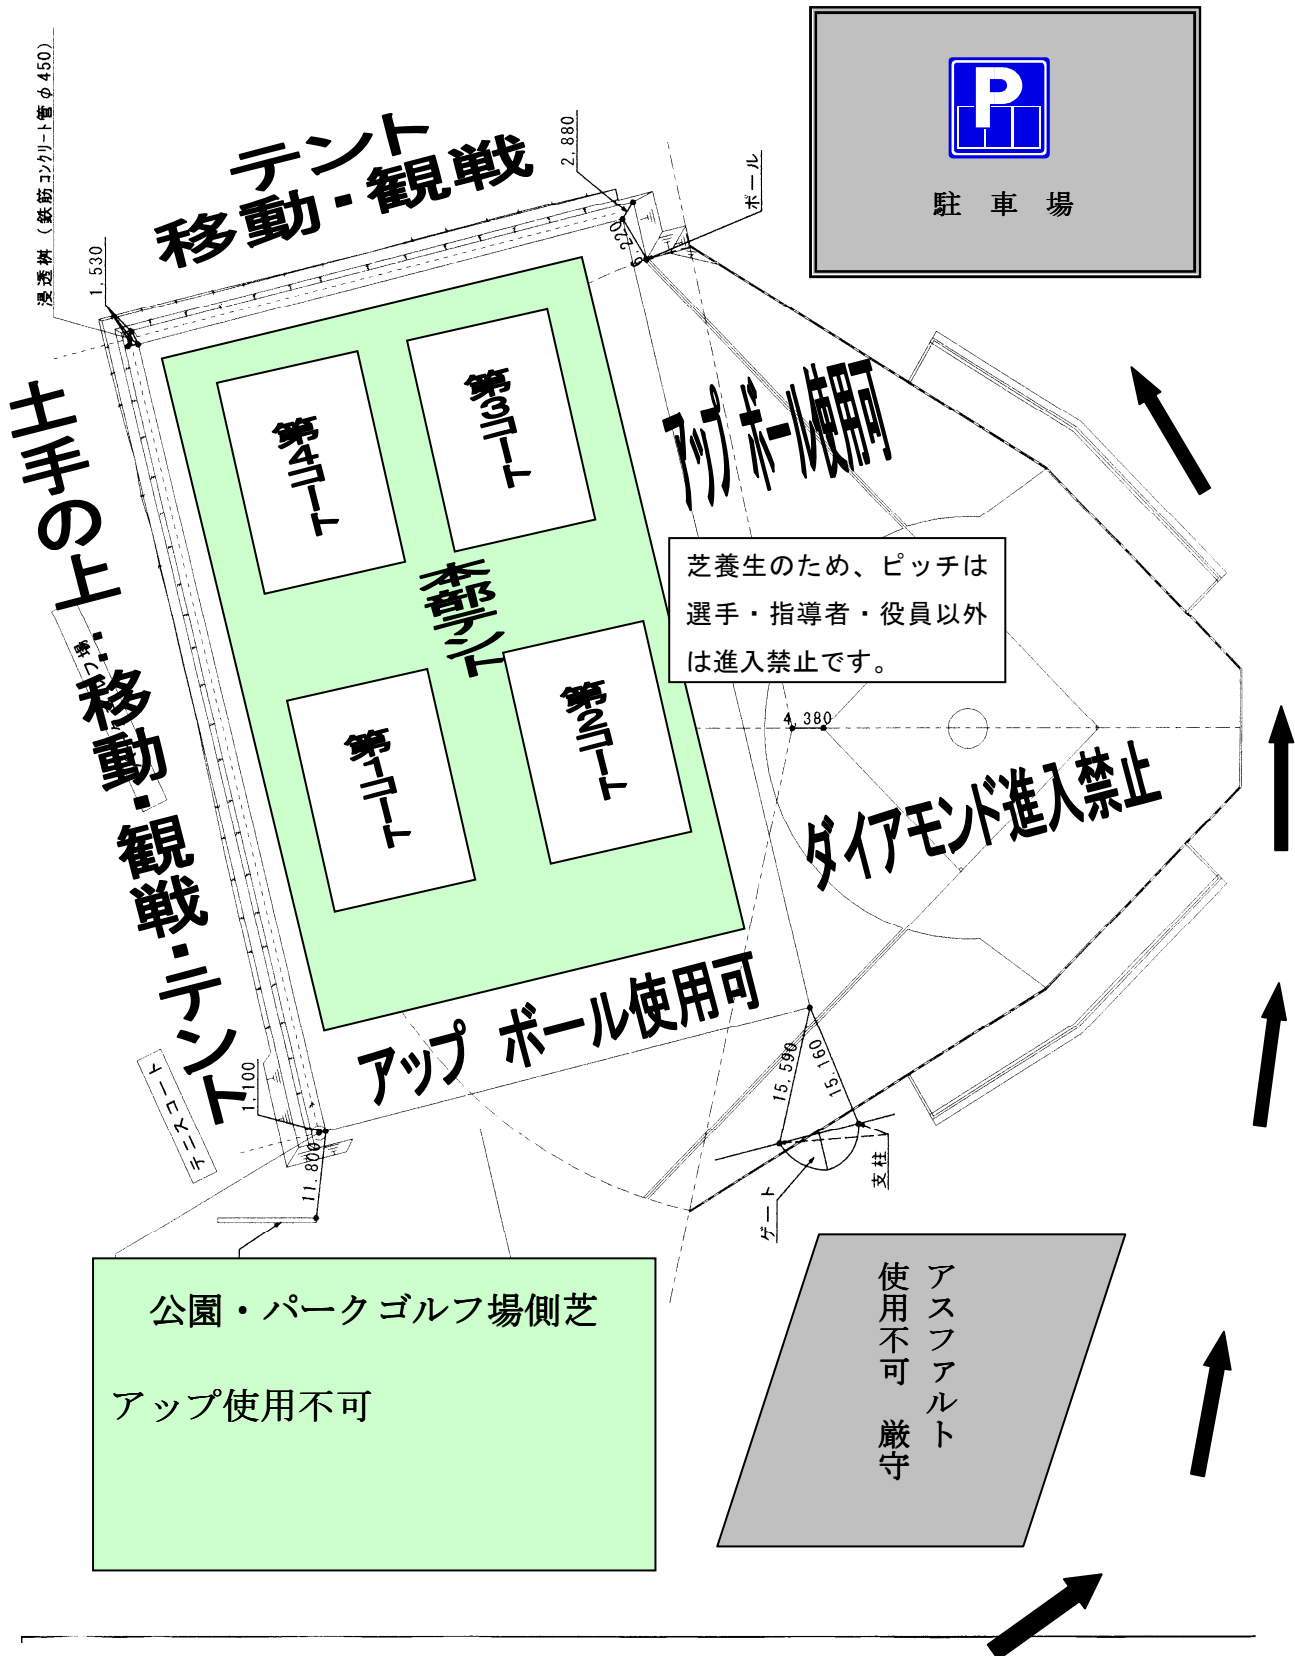 P
駐 車 場
浸透桝（鉄筋コンクリート管φ450）
1,530
テント
移動・観戦
2,880
ポール
6,220
土手の上：移動・観戦・テント
第4コート
第3コート
アップ ボール使用可
本部テント
芝養生のため、ピッチは
選手・指導者・役員以外
は進入禁止です。
第1コート
第2コート
4,380
ダイアモンド進入禁止
アップ ボール使用可
テニスコート
1,100
11.800
15.590
15.160
ゲート
支柱
公園・パークゴルフ場側芝
アップ使用不可
アスファルト
使用不可 厳守